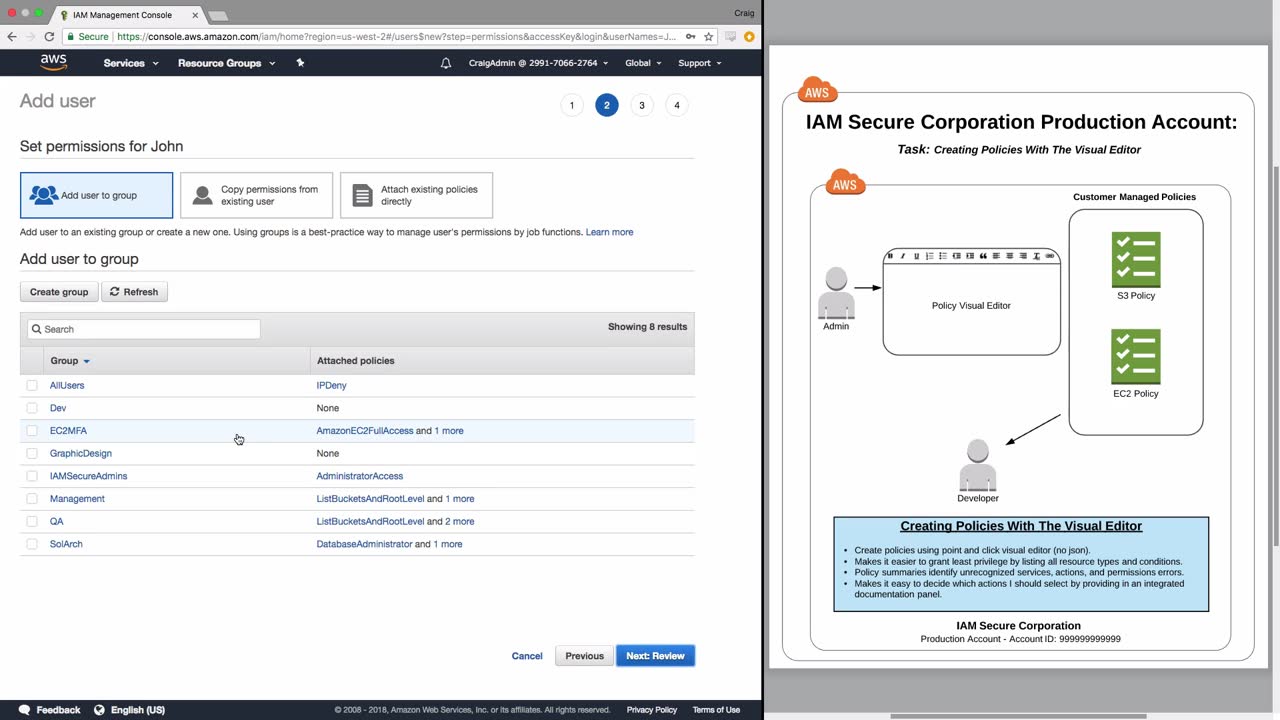 IAM Management Console
Craig
Secure
https://console.aws.amazon.com/iam/home?region=us-west-2#/users$new?step=permissions&accessKey&login&userNames=J...
aws
Services
Resource Groups
CraigAdmin @ 2991-7066-2764
Global
Support
Add user
1
2
3
4
Set permissions for John
Add user to group
Copy permissions from
existing user
Attach existing policies
directly
Add user to an existing group or create a new one. Using groups is a best-practice way to manage user's permissions by job functions. Learn more
Add user to group
Create group
Refresh
Search
Showing 8 results
Group
Attached policies
AllUsers
IPDeny
Dev
None
EC2MFA
AmazonEC2FullAccess and 1 more
GraphicDesign
None
IAMSecureAdmins
AdministratorAccess
Management
ListBucketsAndRootLevel and 1 more
QA
ListBucketsAndRootLevel and 2 more
SolArch
DatabaseAdministrator and 1 more
Cancel
Previous
Next: Review
Feedback
English (US)
© 2008 - 2018, Amazon Web Services, Inc. or its affiliates. All rights reserved.
Privacy Policy
Terms of Use
AWS
IAM Secure Corporation Production Account:
Task: Creating Policies With The Visual Editor
AWS
Customer Managed Policies
Policy Visual Editor
Admin
S3 Policy
EC2 Policy
Developer
Creating Policies With The Visual Editor
• Create policies using point and click visual editor (no json).
• Makes it easier to grant least privilege by listing all resource types and conditions.
• Policy summaries identify unrecognized services, actions, and permissions errors.
• Makes it easy to decide which actions I should select by providing in an integrated
documentation panel.
IAM Secure Corporation
Production Account - Account ID: 999999999999